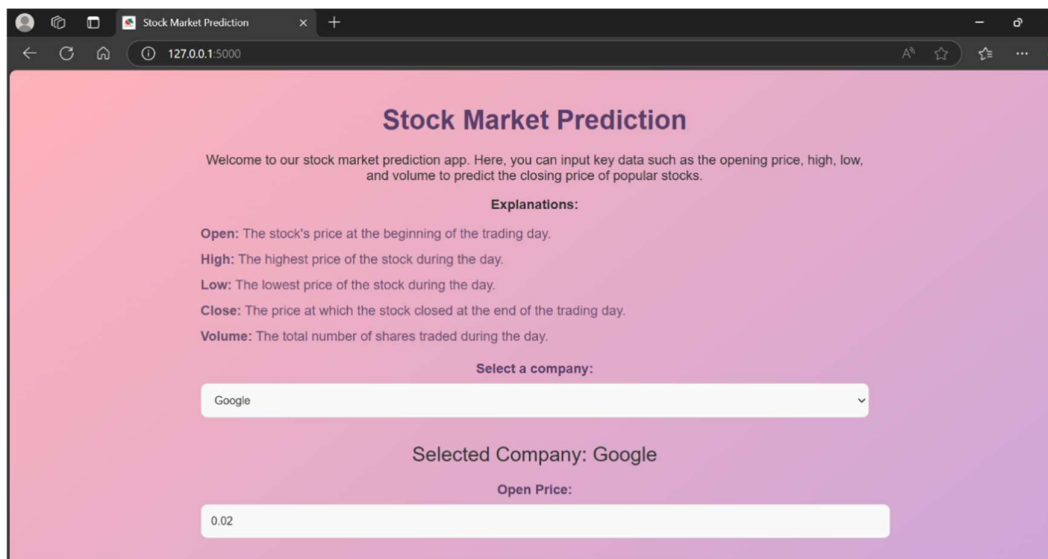 Stock Market Prediction
127.0.0.1:5000
Stock Market Prediction
Welcome to our stock market prediction app. Here, you can input key data such as the opening price, high, low,
and volume to predict the closing price of popular stocks.
Explanations:
Open: The stock's price at the beginning of the trading day.
High: The highest price of the stock during the day.
Low: The lowest price of the stock during the day.
Close: The price at which the stock closed at the end of the trading day.
Volume: The total number of shares traded during the day.
Select a company:
Google
Selected Company: Google
Open Price:
0.02